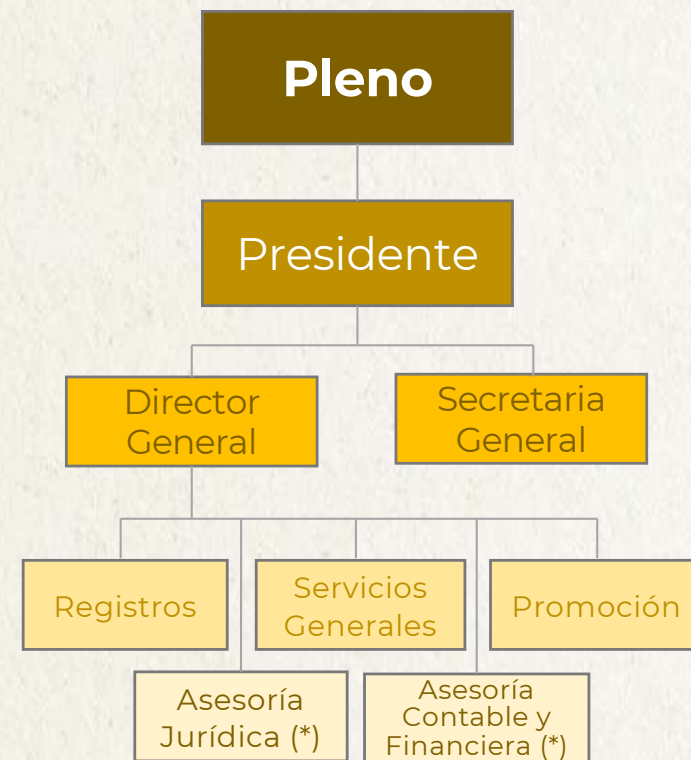 Pleno
Presidente
Director
General
Secretaria
General
Registros
Servicios
Generales
Promoción
Asesoría
Jurídica (*)
Asesoría
Contable y
Financiera (*)